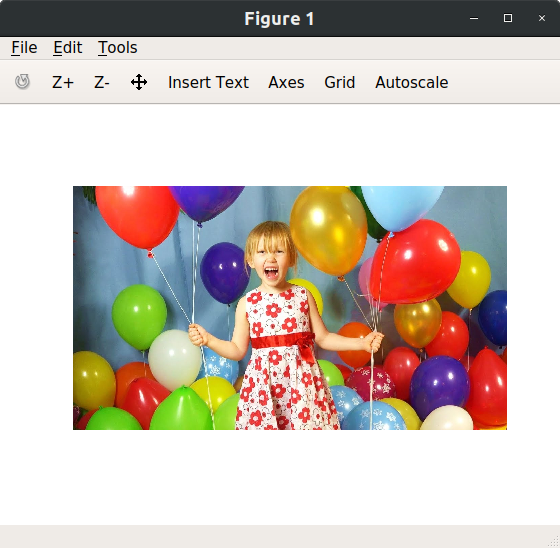 Figure 1
File Edit Tools
Z+ Z- Insert Text Axes Grid Autoscale